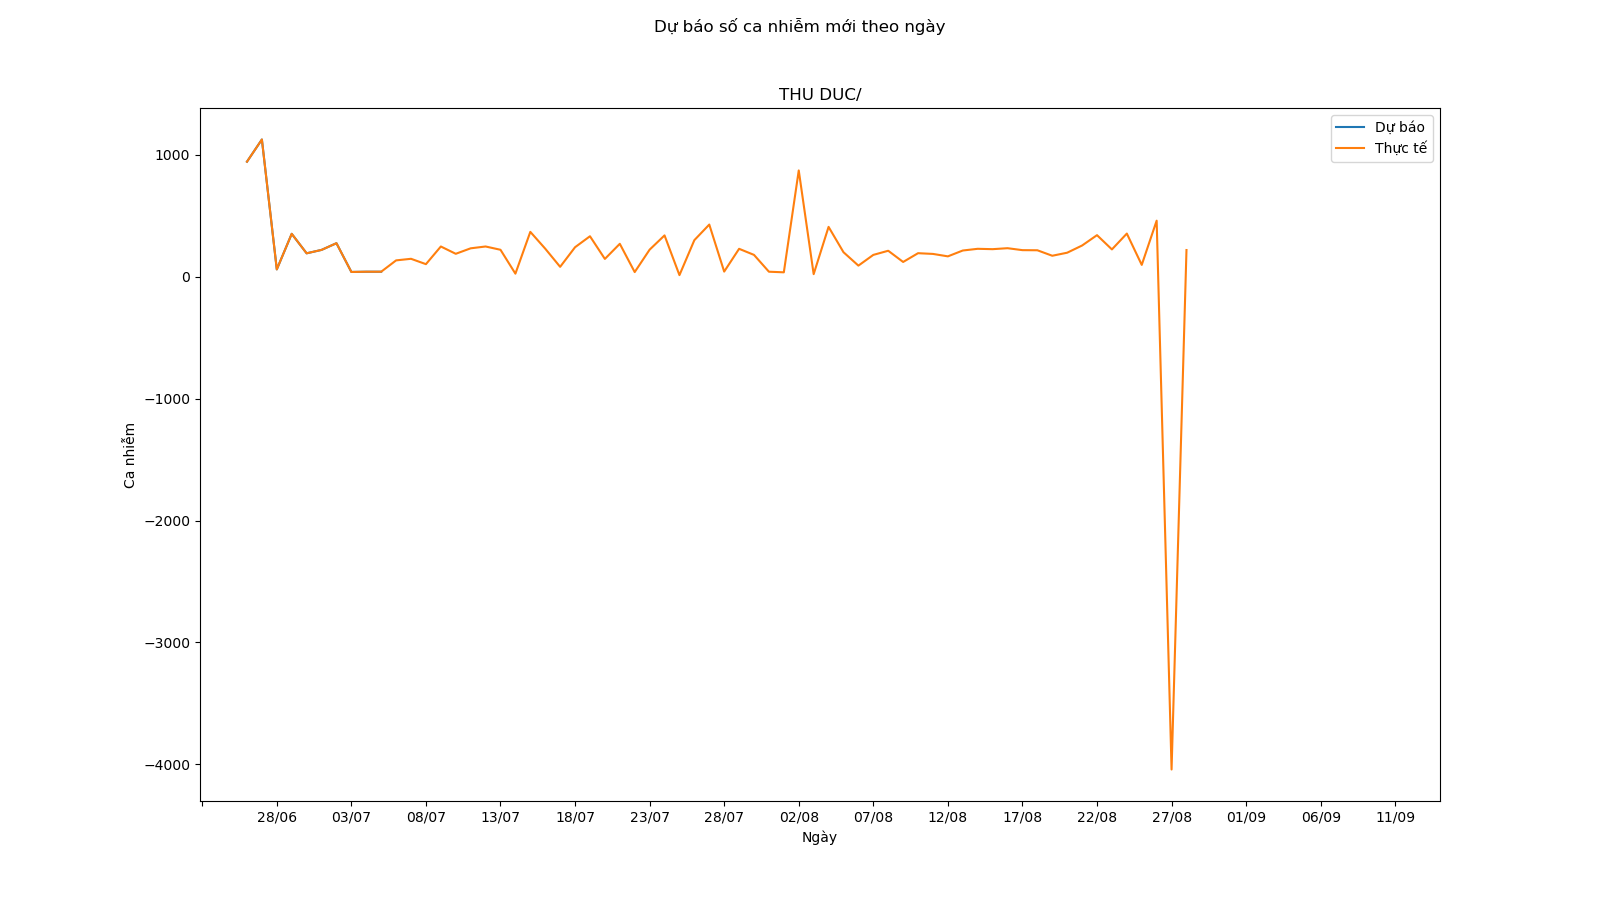 Dự báo số ca nhiễm mới theo ngày
THU DUC/
Dự báo
Thực tế
1000
0
−1000
−2000
−3000
−4000
Ca nhiễm
28/06 03/07 08/07 13/07 18/07 23/07 28/07 02/08 07/08 12/08 17/08 22/08 27/08 01/09 06/09 11/09
Ngày